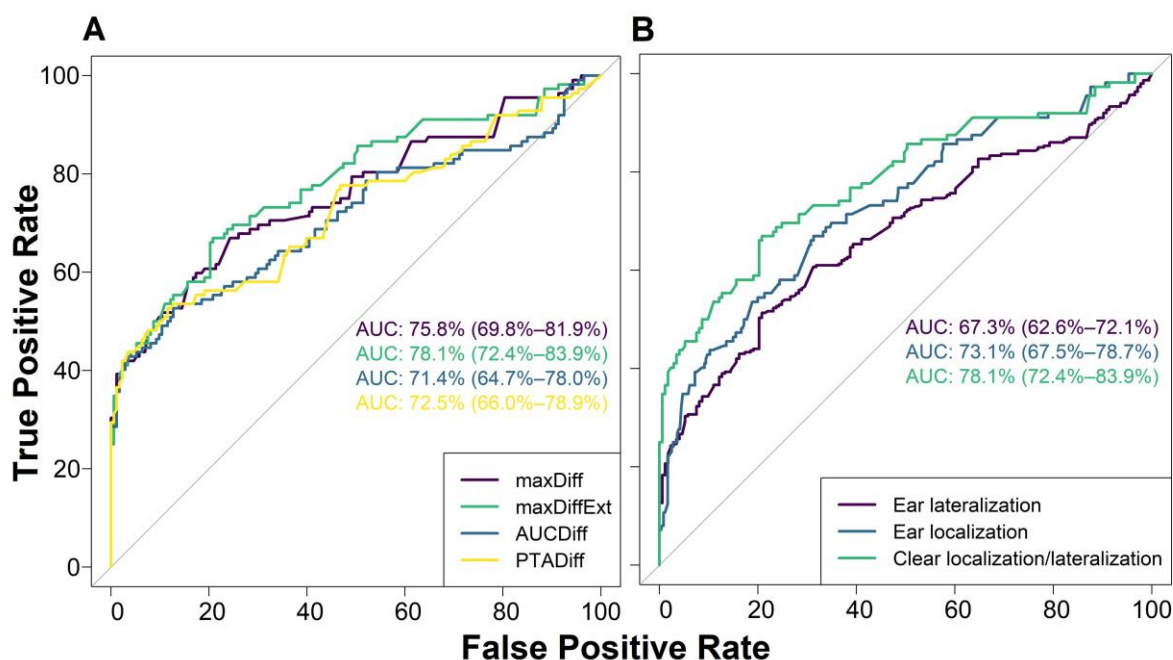 A
B
True Positive Rate
100
80
60
40
20
0
AUC: 75.8% (69.8%–81.9%)
AUC: 78.1% (72.4%–83.9%)
AUC: 71.4% (64.7%–78.0%)
AUC: 72.5% (66.0%–78.9%)
maxDiff
maxDiffExt
AUCDiff
PTADiff
0 20 40 60 80 100
AUC: 67.3% (62.6%–72.1%)
AUC: 73.1% (67.5%–78.7%)
AUC: 78.1% (72.4%–83.9%)
Ear lateralization
Ear localization
Clear localization/lateralization
0 20 40 60 80 100
False Positive Rate